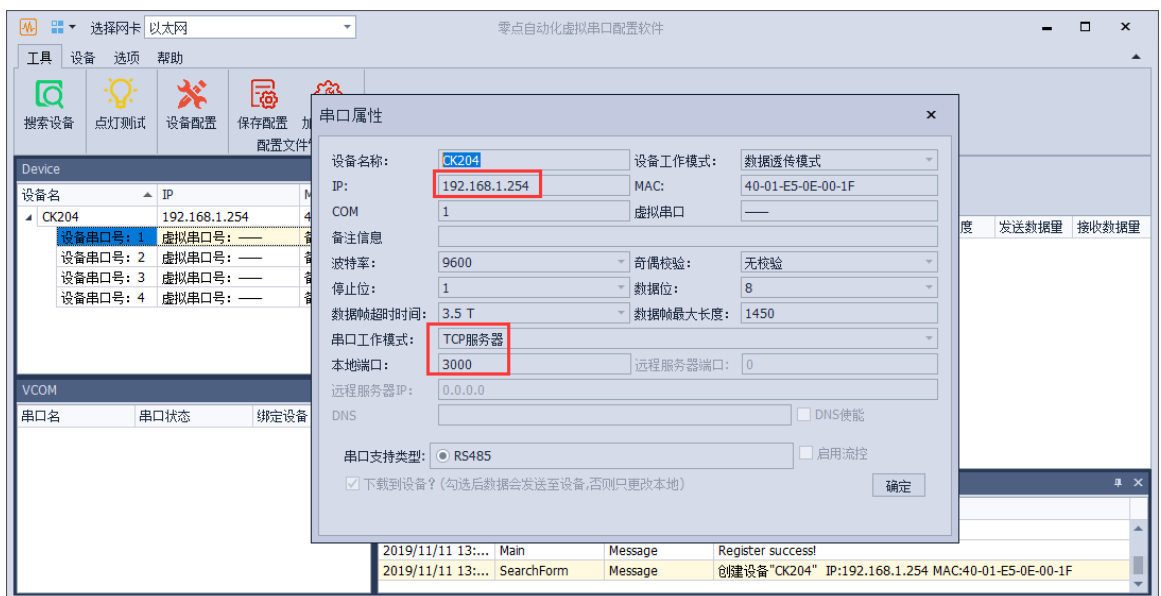 选择网卡 以太网 零点自动化虚拟串口配置软件
工具 设备 选项 帮助
搜索设备 点灯测试 设备配置 保存配置
配置文件
Device
设备名 IP
CK204 192.168.1.254
设备串口号: 1 虚拟串口号: ——
设备串口号: 2 虚拟串口号: ——
设备串口号: 3 虚拟串口号: ——
设备串口号: 4 虚拟串口号: ——
VCOM
串口名 串口状态 绑定设备
串口属性
设备名称: CK204 设备工作模式: 数据透传模式
IP: 192.168.1.254 MAC: 40-01-E5-0E-00-1F
COM 1 虚拟串口 ——
备注信息
波特率: 9600 奇偶校验: 无校验
停止位: 1 数据位: 8
数据帧超时时间: 3.5 T 数据帧最大长度: 1450
串口工作模式: TCP服务器
本地端口: 3000 远程服务器端口: 0
远程服务器IP: 0.0.0.0
DNS DNS使能
串口支持类型: RS485 启用流控
下载到设备?(勾选后数据会发送至设备,否则只更改本地)
确定
度 发送数据量 接收数据量
2019/11/11 13:... Main Message Register success!
2019/11/11 13:... SearchForm Message 创建设备"CK204" IP:192.168.1.254 MAC:40-01-E5-0E-00-1F